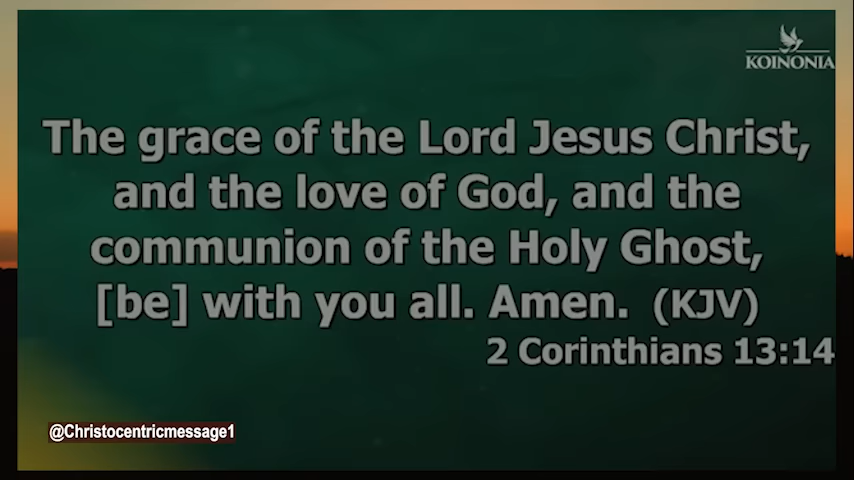 KOINONIA
The grace of the Lord Jesus Christ,
and the love of God, and the
communion of the Holy Ghost,
[be] with you all. Amen. (KJV)
2 Corinthians 13:14
@Christocentricmessage1